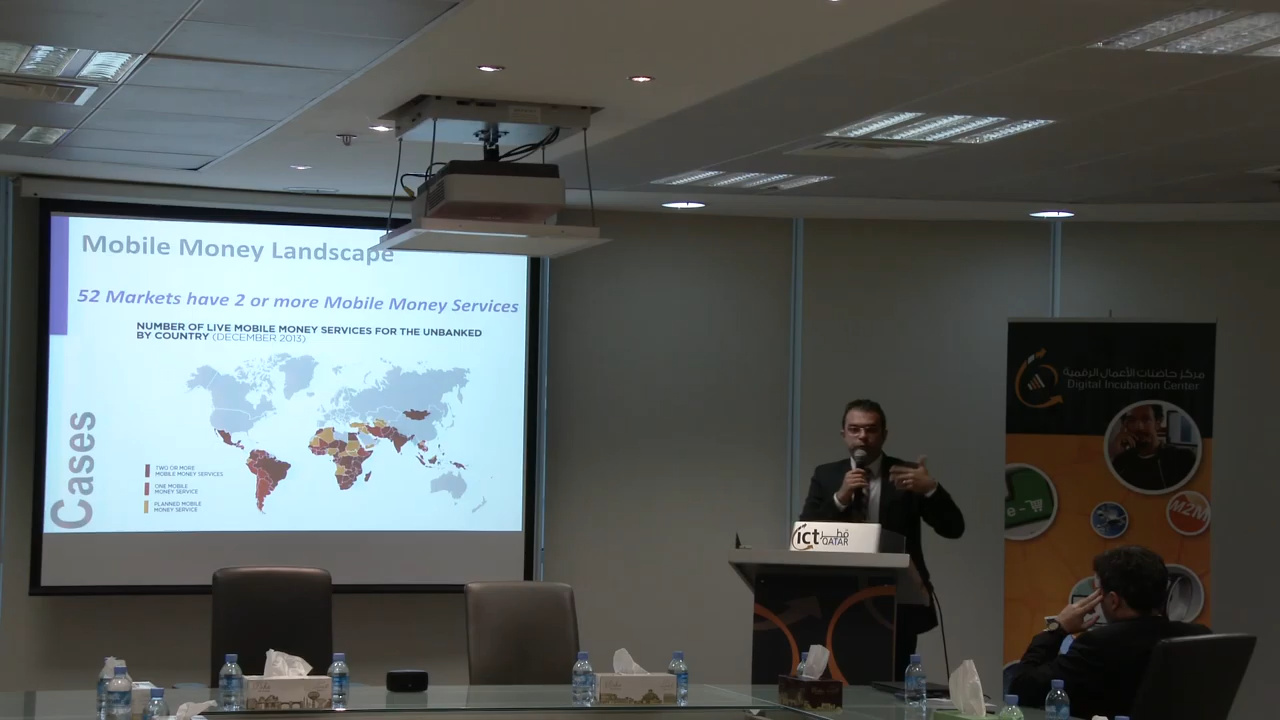 Mobile Money Landscape
52 Markets have 2 or more Mobile Money Services
NUMBER OF LIVE MOBILE MONEY SERVICES FOR THE UNBANKED
BY COUNTRY (DECEMBER 2013)
Cases
TWO OR MORE
MOBILE MONEY SERVICES
ONE MOBILE
MONEY SERVICE
PLANNED MOBILE
MONEY SERVICE
ict
QATAR
مركز حاضنات الأعمال الرقمية
Digital Incubation Center
e-
M2M